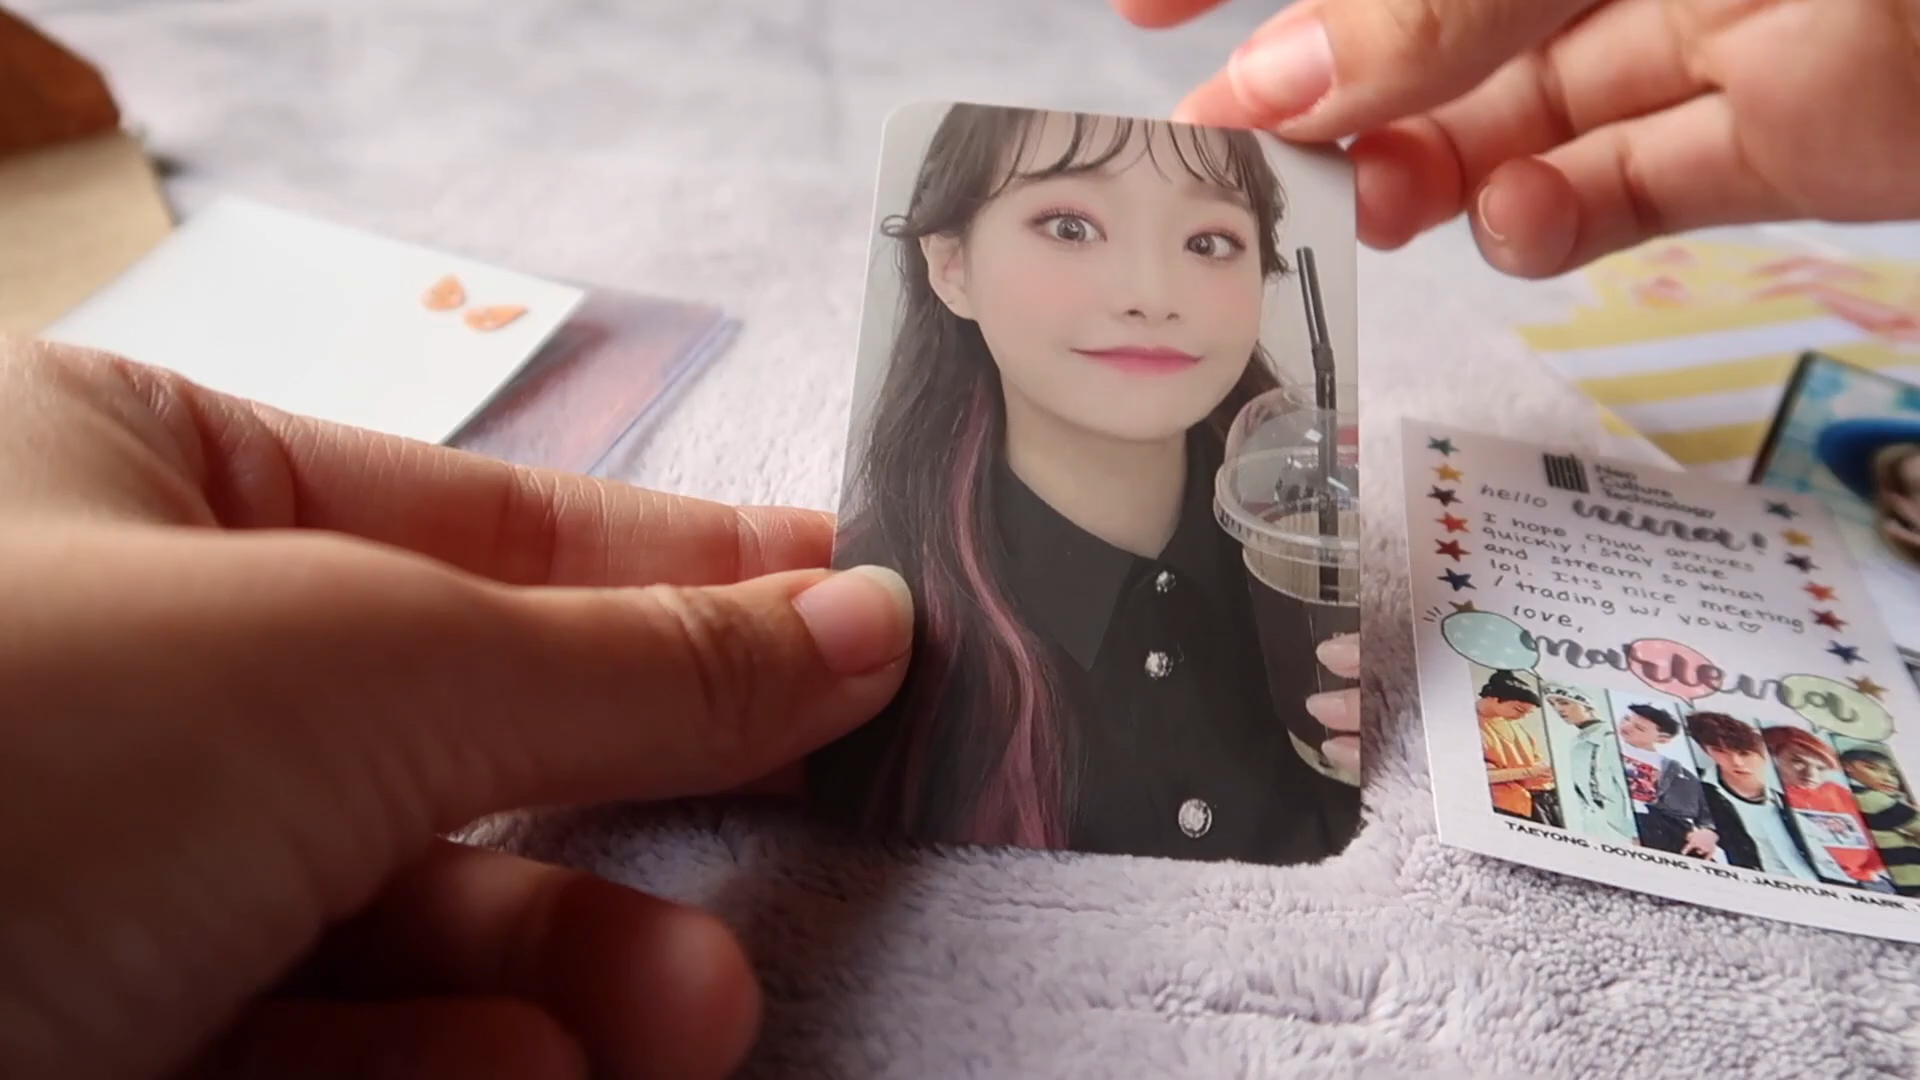 Neo
Culture
Technology
hello nina!
I hope chuu arrives
quickly! stay safe
and stream so what
lol. It's nice meeting
/ trading w/ you♡
love,
marlena
TAEYONG . DOYOUNG . TEN . JAEHYUN . MARK .